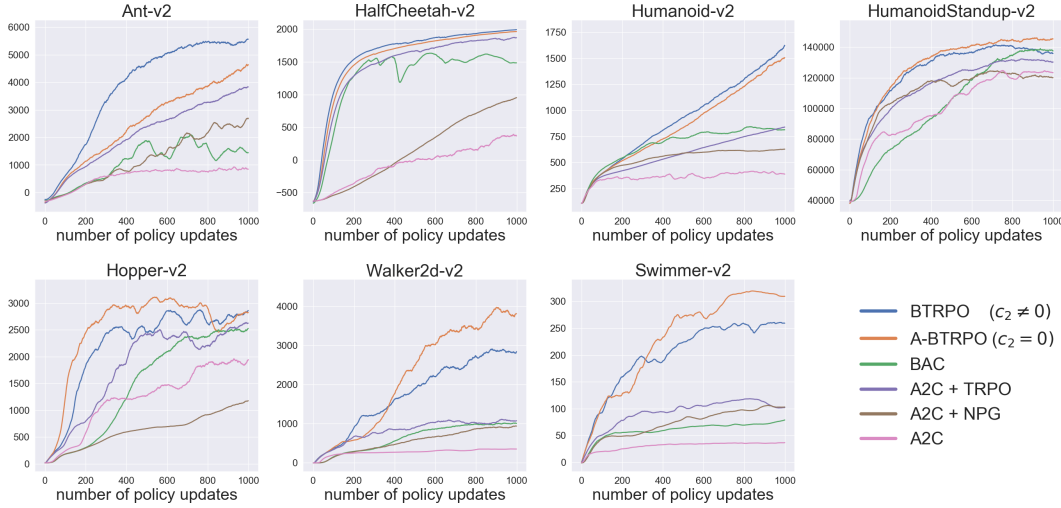 Ant-v2
6000
5000
4000
3000
2000
1000
0
0 200 400 600 800 1000
number of policy updates
HalfCheetah-v2
2000
1500
1000
500
0
−500
0 200 400 600 800 1000
number of policy updates
Humanoid-v2
1750
1500
1250
1000
750
500
250
0 200 400 600 800 1000
number of policy updates
HumanoidStandup-v2
140000
120000
100000
80000
60000
40000
0 200 400 600 800 1000
number of policy updates
Hopper-v2
3000
2500
2000
1500
1000
500
0
0 200 400 600 800 1000
number of policy updates
Walker2d-v2
4000
3000
2000
1000
0
0 200 400 600 800 1000
number of policy updates
Swimmer-v2
300
250
200
150
100
50
0
0 200 400 600 800 1000
number of policy updates
BTRPO (c₂ ≠ 0)
A-BTRPO (c₂ = 0)
BAC
A2C + TRPO
A2C + NPG
A2C